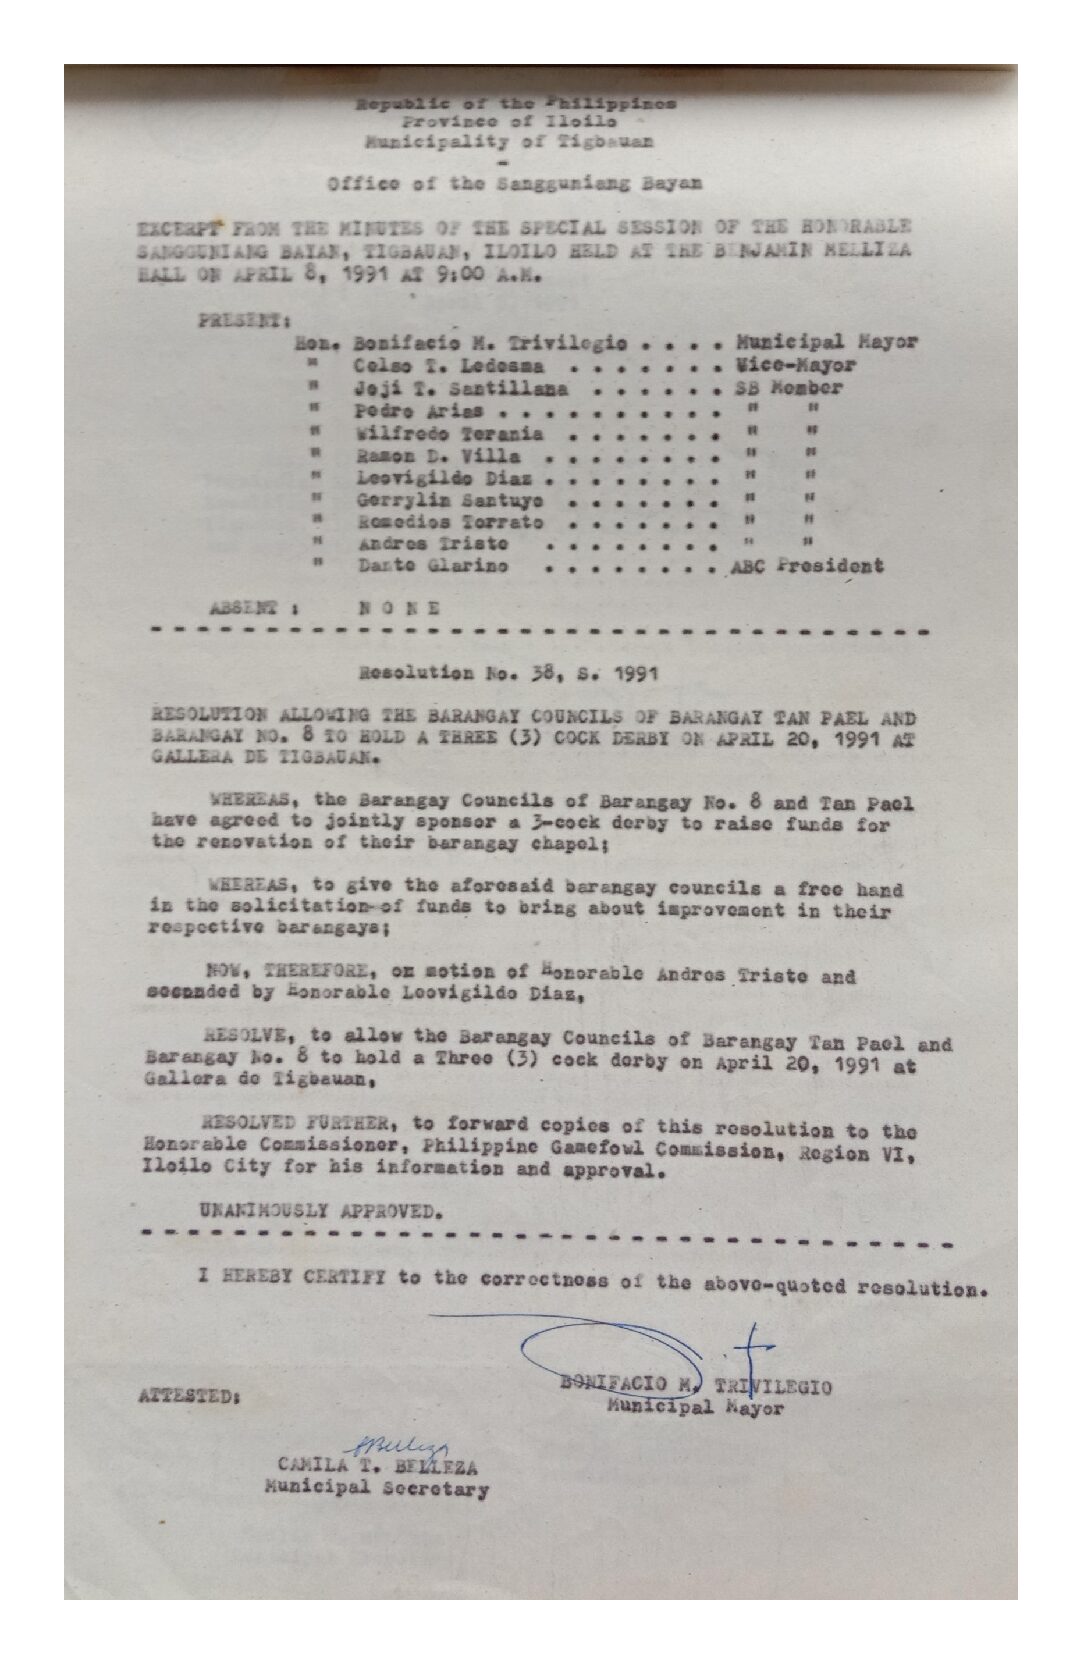 Republic of the Philippines
Province of Iloilo
Municipality of Tigbauan
-
Office of the Sangguniang Bayan
EXCERPT FROM THE MINUTES OF THE SPECIAL SESSION OF THE HONORABLE
SANGGUNIANG BAYAN, TIGBAUAN, ILOILO HELD AT THE BENJAMIN MELLIZA
HALL ON APRIL 8, 1991 AT 9:00 A.M.
PRESENT:
Hon. Bonifacio M. Trivilegio . . . . Municipal Mayor
" Celso T. Ledesma . . . . . . . Vice-Mayor
" Joji T. Santillana . . . . . . SB Member
" Pedro Arias . . . . . . . . . . " "
" Wilfredo Terania . . . . . . . " "
" Ramon D. Villa . . . . . . . . " "
" Leovigildo Diaz . . . . . . . . " "
" Gerrylin Santuyo . . . . . . . " "
" Remedios Torrato . . . . . . . " "
" Andres Triste . . . . . . . . " "
" Dante Glarino . . . . . . . . ABC President
ABSENT : N O N E
- - - - - - - - - - - - - - - - - - - - - - - - - - - - - - - - -
Resolution No. 38, S. 1991
RESOLUTION ALLOWING THE BARANGAY COUNCILS OF BARANGAY TAN PAEL AND
BARANGAY NO. 8 TO HOLD A THREE (3) COCK DERBY ON APRIL 20, 1991 AT
GALLERA DE TIGBAUAN.
WHEREAS, the Barangay Councils of Barangay No. 8 and Tan Pael
have agreed to jointly sponsor a 3-cock derby to raise funds for
the renovation of their barangay chapel;
WHEREAS, to give the aforesaid barangay councils a free hand
in the solicitation of funds to bring about improvement in their
respective barangays;
NOW, THEREFORE, on motion of Honorable Andres Triste and
seconded by Honorable Leovigildo Diaz,
RESOLVE, to allow the Barangay Councils of Barangay Tan Pael and
Barangay No. 8 to hold a Three (3) cock derby on April 20, 1991 at
Gallera de Tigbauan,
RESOLVED FURTHER, to forward copies of this resolution to the
Honorable Commissioner, Philippine Gamefowl Commission, Region VI,
Iloilo City for his information and approval.
UNANIMOUSLY APPROVED.
- - - - - - - - - - - - - - - - - - - - - - - - - - - - - - - - -
I HEREBY CERTIFY to the correctness of the above-quoted resolution.
BONIFACIO M. TRIVILEGIO
Municipal Mayor
ATTESTED:
CAMILA T. BELLEZA
Municipal Secretary